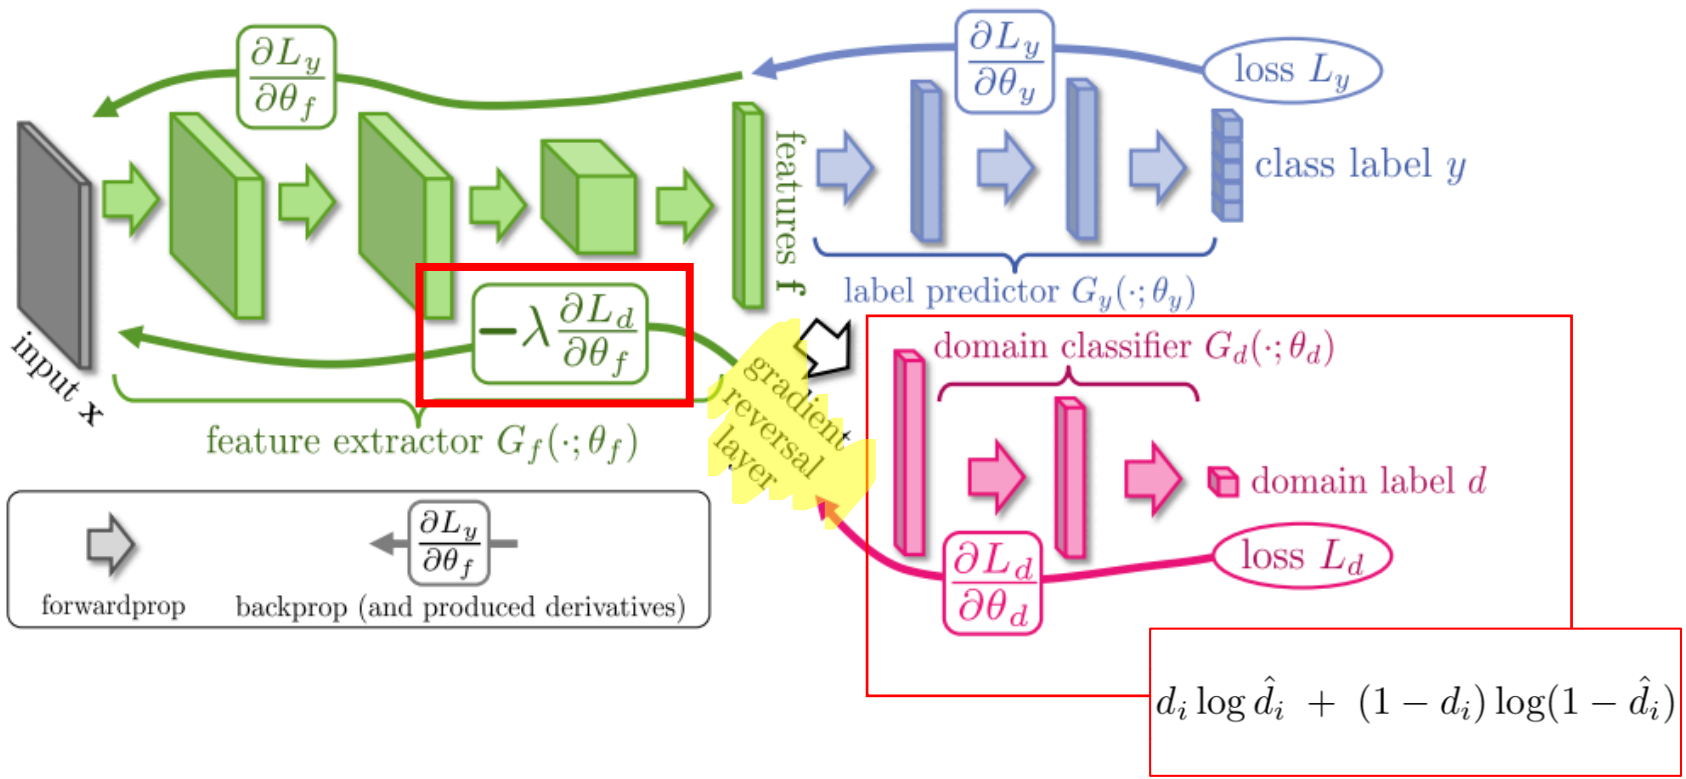 ∂L_y
∂θ_f
∂L_y
∂θ_y
loss L_y
features f
class label y
label predictor G_y(·; θ_y)
input x
−λ ∂L_d
∂θ_f
feature extractor G_f(·; θ_f)
gradient
reversal
layer
domain classifier G_d(·; θ_d)
domain label d
∂L_d
∂θ_d
loss L_d
∂L_y
∂θ_f
forwardprop
backprop (and produced derivatives)
d_i log d̂_i + (1 − d_i) log(1 − d̂_i)